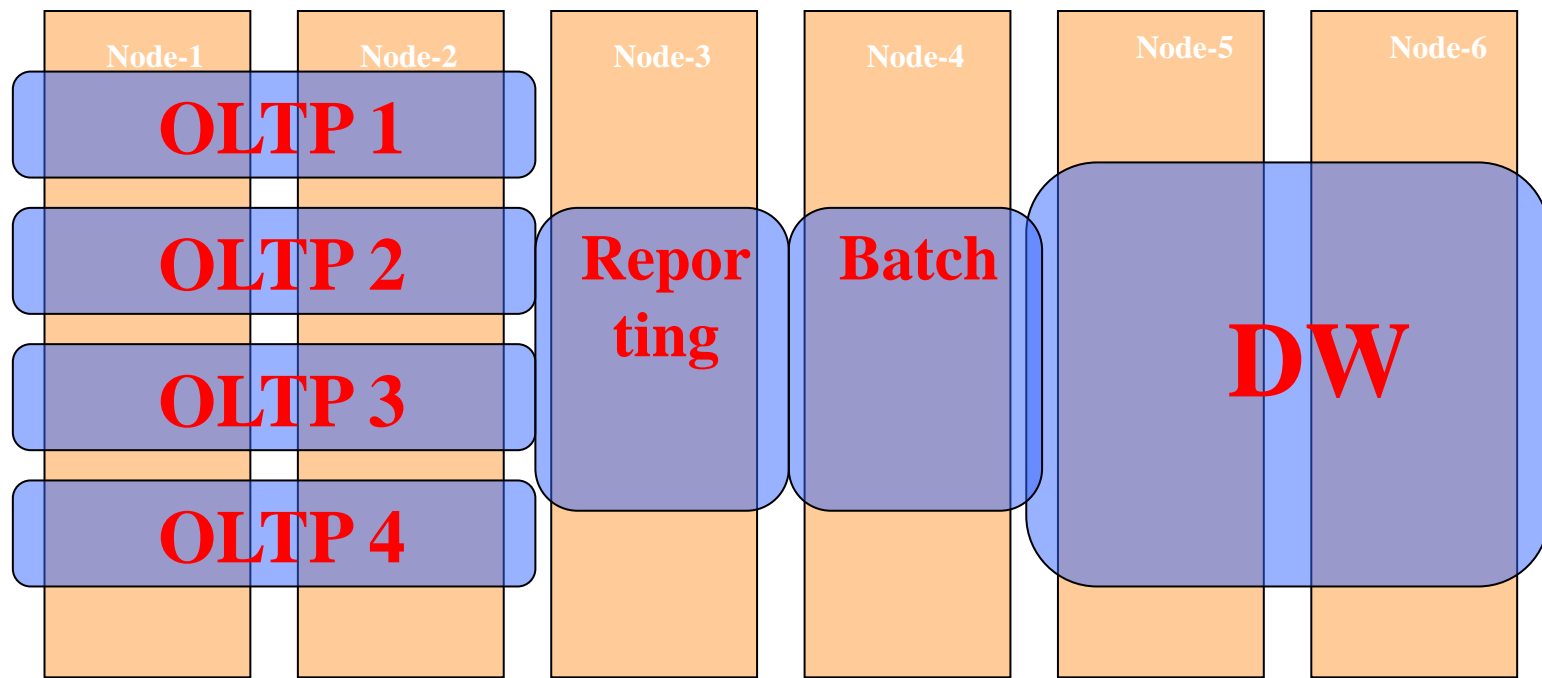 Node-1
Node-2
Node-3
Node-4
Node-5
Node-6
OLTP 1
OLTP 2
OLTP 3
OLTP 4
Repor
ting
Batch
DW